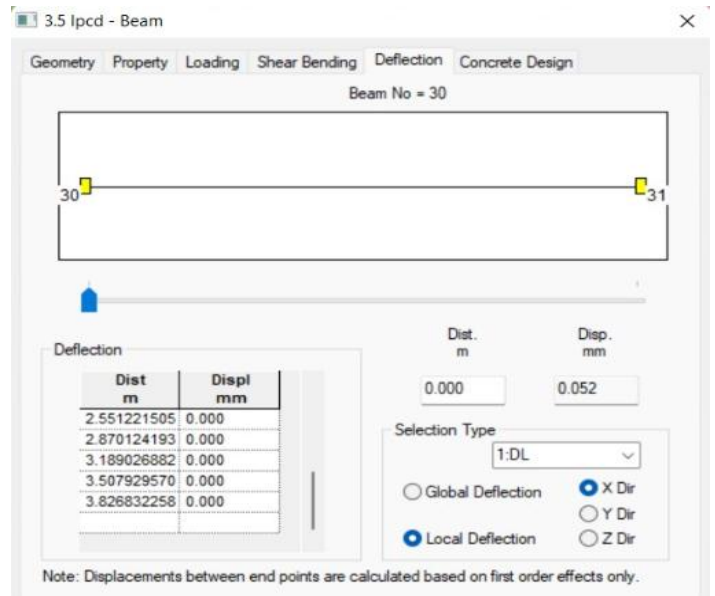 3.5 lpcd - Beam
Geometry Property Loading Shear Bending Deflection Concrete Design
Beam No = 30
30 31
Deflection
Dist Displ
m mm
2.551221505 0.000
2.870124193 0.000
3.189026882 0.000
3.507929570 0.000
3.826832258 0.000
Dist. Disp.
m mm
0.000 0.052
Selection Type
1:DL
Global Deflection X Dir
Y Dir
Local Deflection Z Dir
Note: Displacements between end points are calculated based on first order effects only.